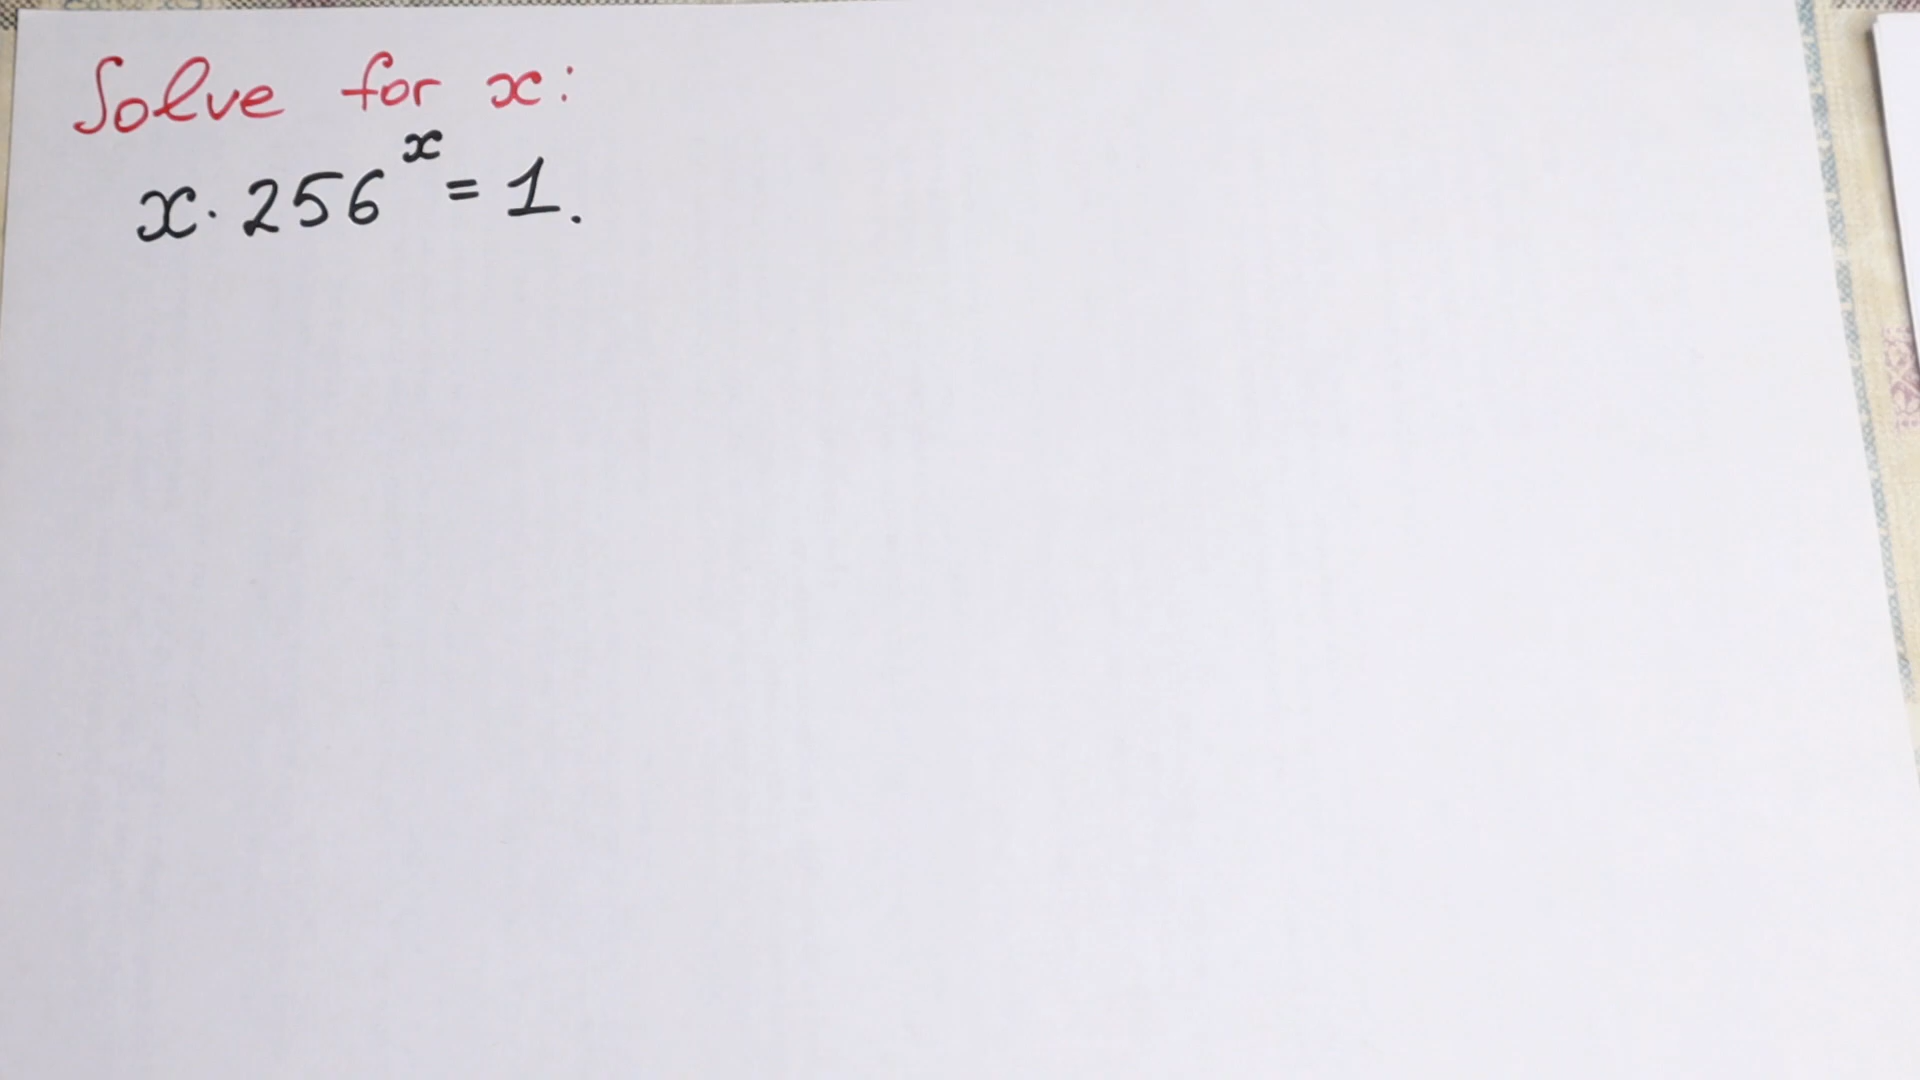 Solve for x:
x · 256^x = 1.